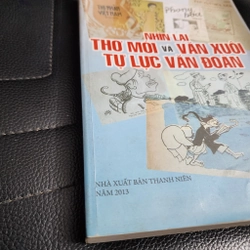 NHÌN LẠI
THƠ MỚI VÀ VĂN XUÔI
TỰ LỰC VĂN ĐOÀN
NHÀ XUẤT BẢN THANH NIÊN
NĂM 2013